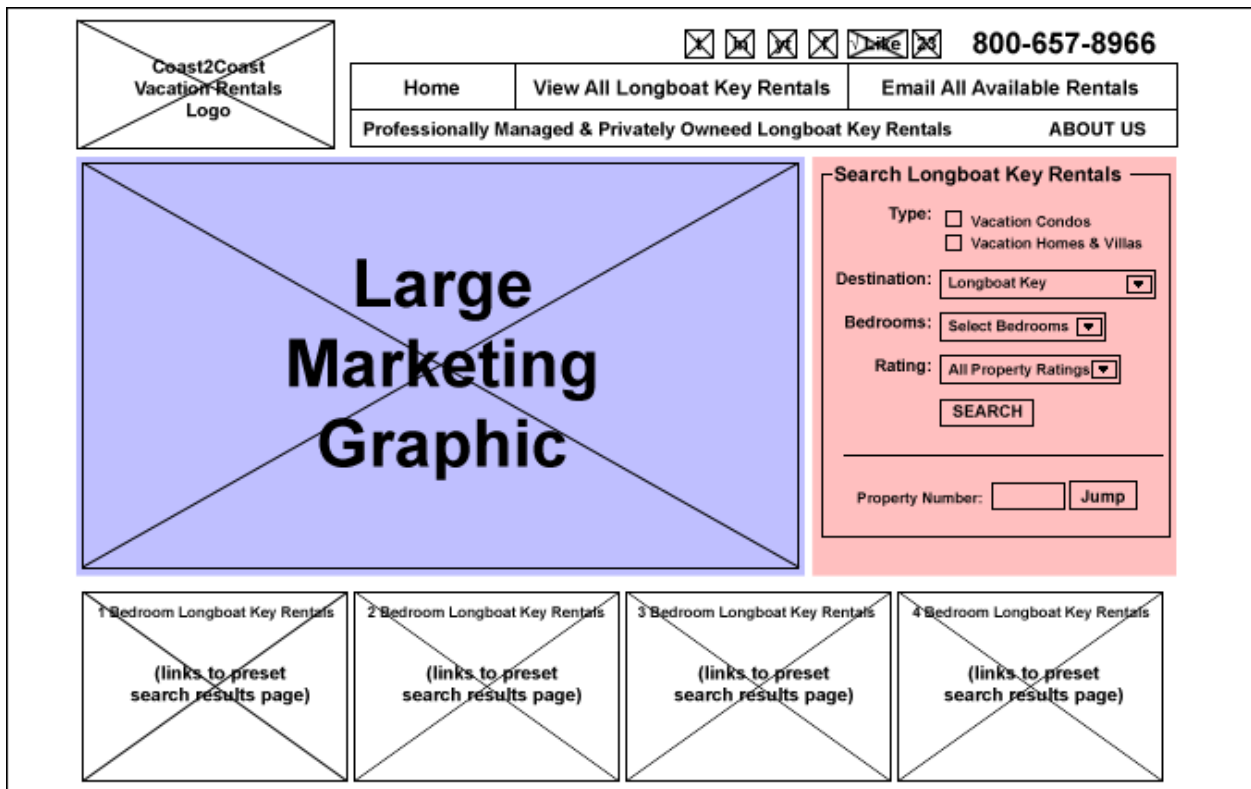 Coast2Coast
Vacation Rentals
Logo
t in yt f √ Like 23 800-657-8966
Home View All Longboat Key Rentals Email All Available Rentals
Professionally Managed & Privately Owneed Longboat Key Rentals ABOUT US
Large
Marketing
Graphic
Search Longboat Key Rentals
Type: Vacation Condos
Vacation Homes & Villas
Destination: Longboat Key
Bedrooms: Select Bedrooms
Rating: All Property Ratings
SEARCH
Property Number: Jump
1 Bedroom Longboat Key Rentals
(links to preset
search results page)
2 Bedroom Longboat Key Rentals
(links to preset
search results page)
3 Bedroom Longboat Key Rentals
(links to preset
search results page)
4 Bedroom Longboat Key Rentals
(links to preset
search results page)